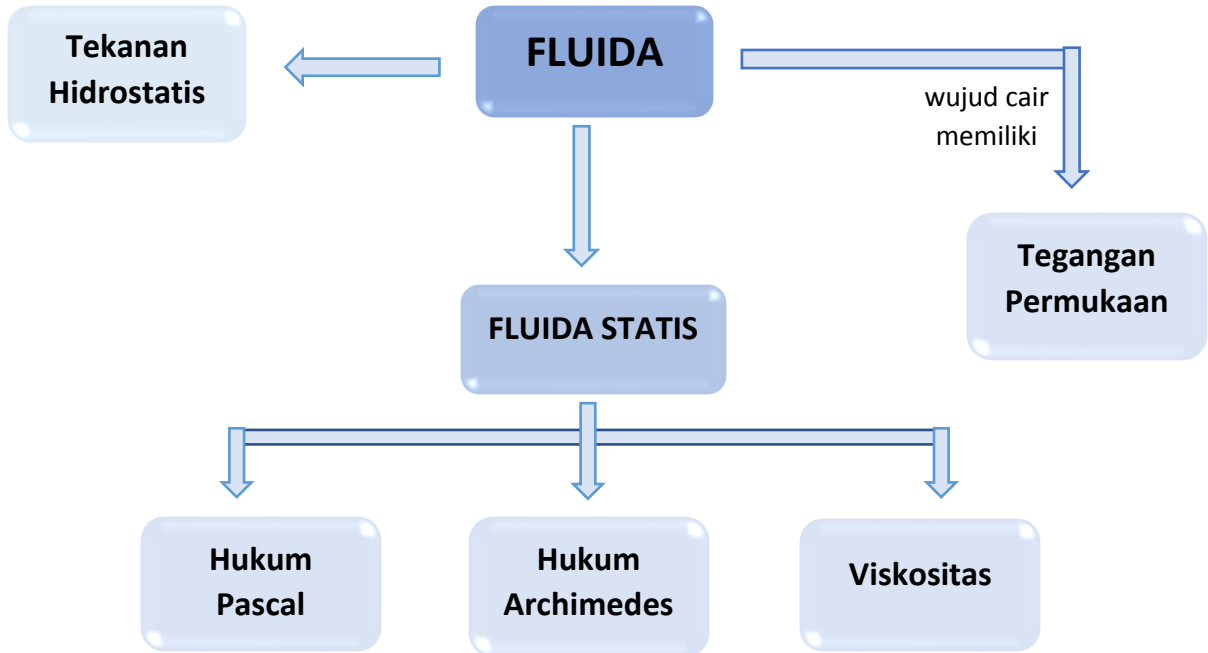 Tekanan
Hidrostatis
FLUIDA
wujud cair
memiliki
Tegangan
Permukaan
FLUIDA STATIS
Hukum
Pascal
Hukum
Archimedes
Viskositas